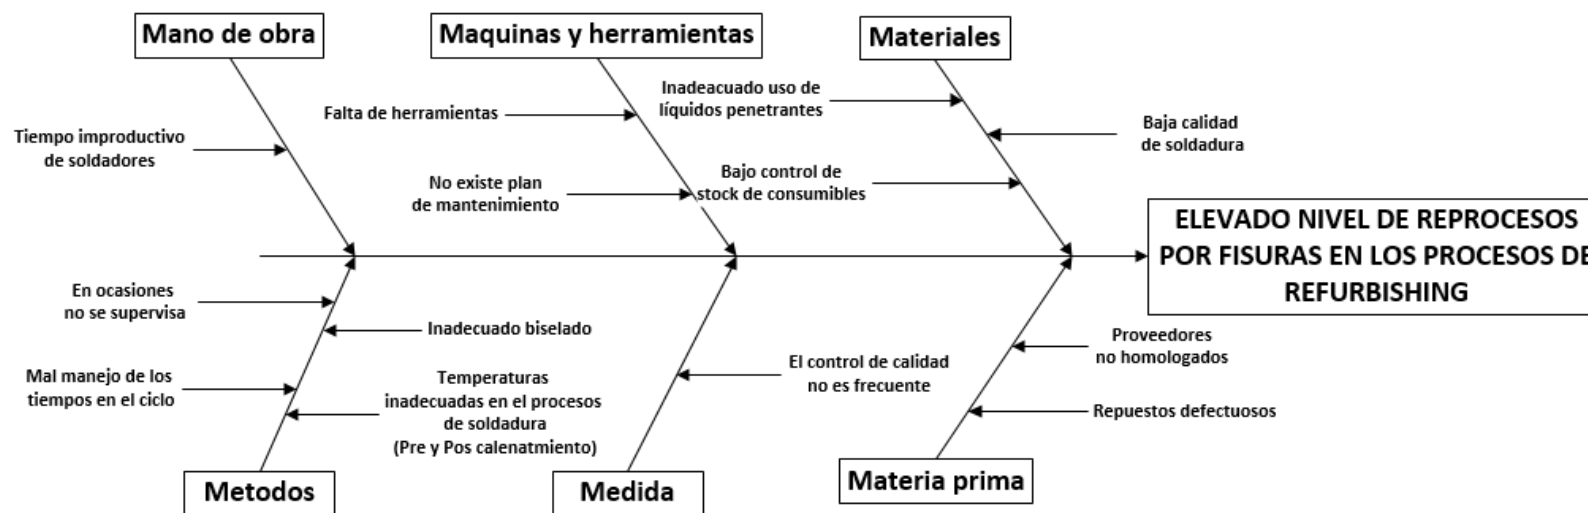 Mano de obra
Maquinas y herramientas
Materiales
Tiempo improductivo
de soldadores
Falta de herramientas
No existe plan
de mantenimiento
Inadeacuado uso de
líquidos penetrantes
Baja calidad
de soldadura
Bajo control de
stock de consumibles
ELEVADO NIVEL DE REPROCESOS
POR FISURAS EN LOS PROCESOS DE
REFURBISHING
En ocasiones
no se supervisa
Inadecuado biselado
Mal manejo de los
tiempos en el ciclo
Temperaturas
inadecuadas en el procesos
de soldadura
(Pre y Pos calenatmiento)
El control de calidad
no es frecuente
Proveedores
no homologados
Repuestos defectuosos
Metodos
Medida
Materia prima